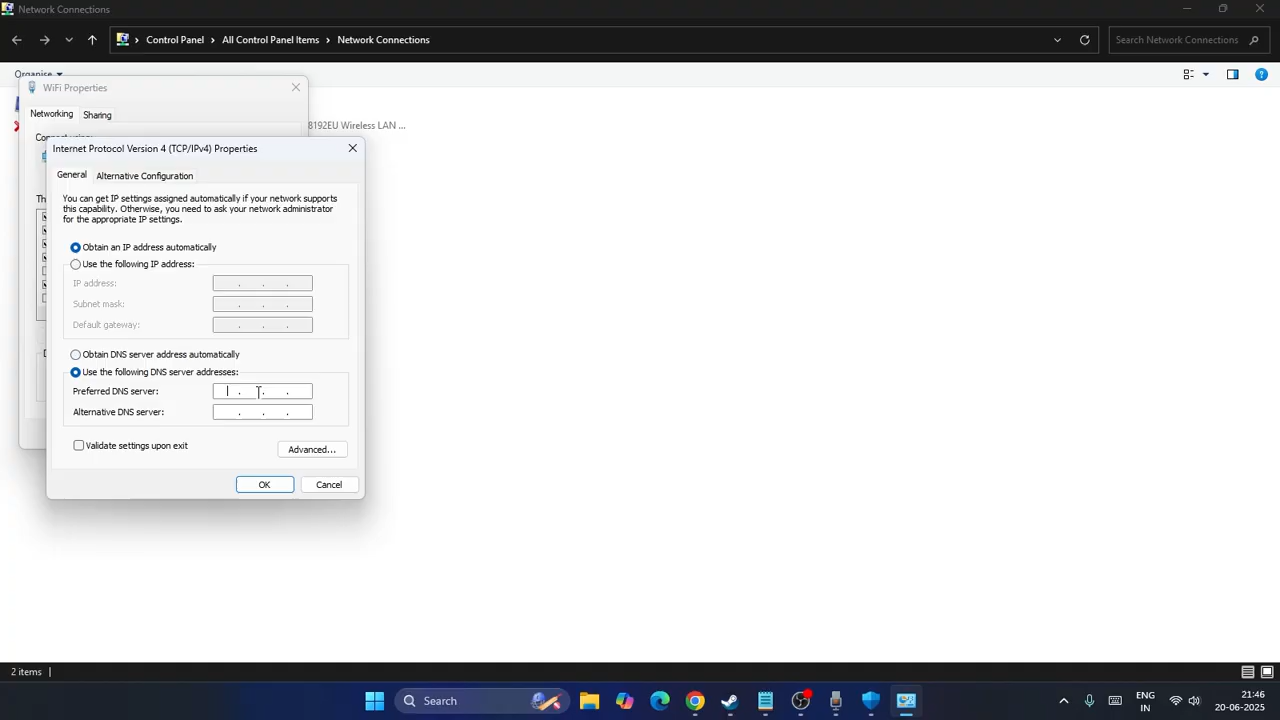 Network Connections
Control Panel
All Control Panel Items
Network Connections
Search Network Connections
Organise
WiFi Properties
Networking
Sharing
8192EU Wireless LAN ...
Internet Protocol Version 4 (TCP/IPv4) Properties
General
Alternative Configuration
You can get IP settings assigned automatically if your network supports
this capability. Otherwise, you need to ask your network administrator
for the appropriate IP settings.
Obtain an IP address automatically
Use the following IP address:
IP address:
Subnet mask:
Default gateway:
Obtain DNS server address automatically
Use the following DNS server addresses:
Preferred DNS server:
Alternative DNS server:
Validate settings upon exit
Advanced...
OK
Cancel
2 items
Search
ENG
IN
21:46
20-06-2025